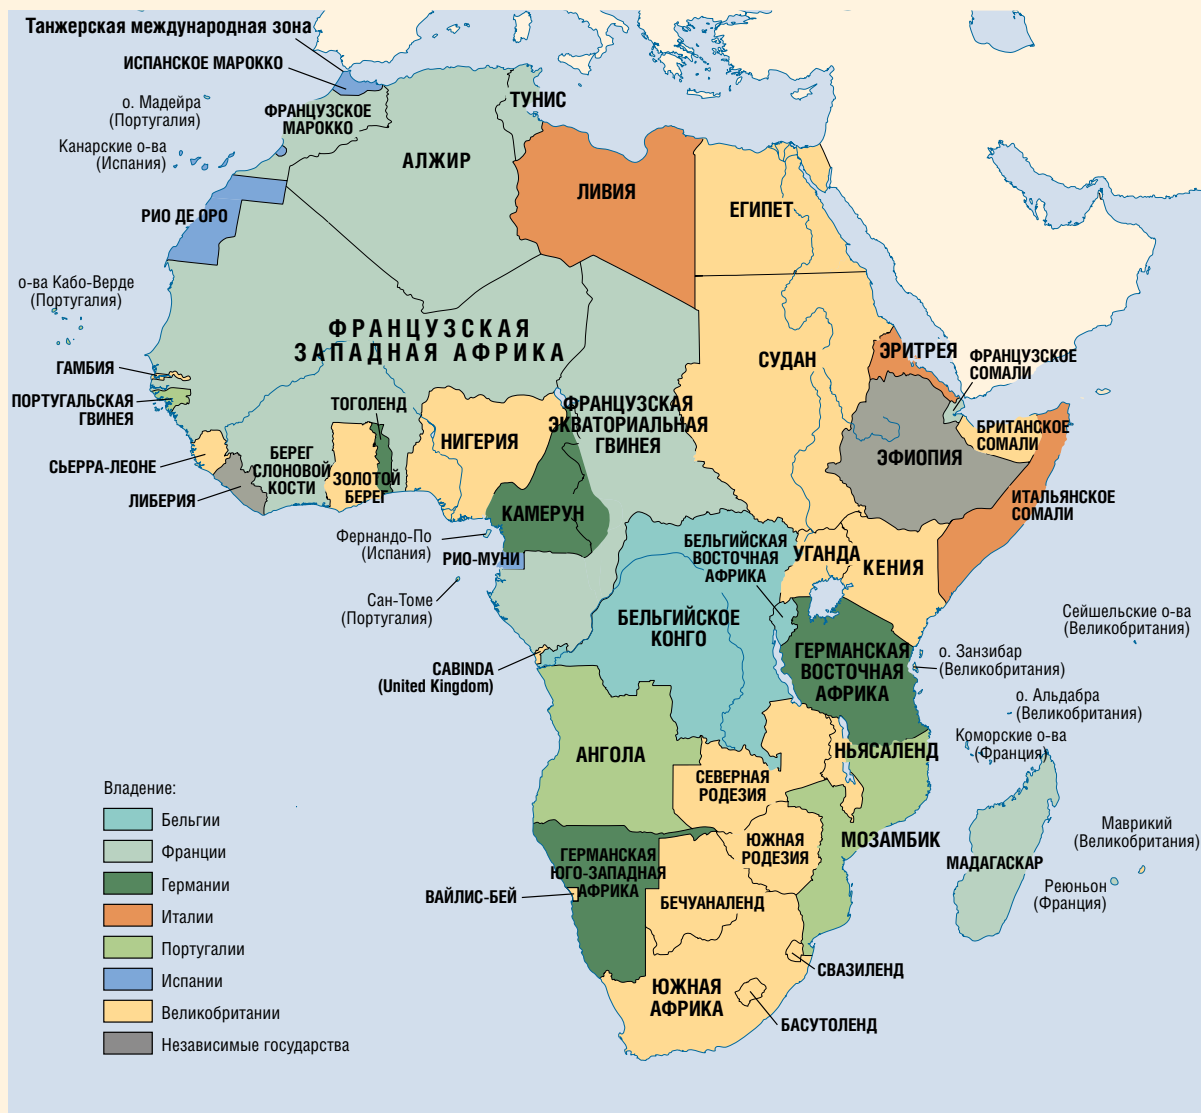 Танжерская международная зона
ИСПАНСКОЕ МАРОККО
о. Мадейра
(Португалия)
ФРАНЦУЗСКОЕ
МАРОККО
ТУНИС
Канарские о-ва
(Испания)
АЛЖИР
ЛИВИЯ
ЕГИПЕТ
РИО ДЕ ОРО
о-ва Кабо-Верде
(Португалия)
ФРАНЦУЗСКАЯ
ЗАПАДНАЯ АФРИКА
СУДАН
ЭРИТРЕЯ
ФРАНЦУЗСКОЕ
СОМАЛИ
ГАМБИЯ
ПОРТУГАЛЬСКАЯ
ГВИНЕЯ
ТОГОЛЕНД
ФРАНЦУЗСКАЯ
ЭКВАТОРИАЛЬНАЯ
ГВИНЕЯ
НИГЕРИЯ
БРИТАНСКОЕ
СОМАЛИ
ЭФИОПИЯ
СЬЕРРА-ЛЕОНЕ
БЕРЕГ
СЛОНОВОЙ
КОСТИ
ЗОЛОТОЙ
БЕРЕГ
ЛИБЕРИЯ
КАМЕРУН
ИТАЛЬЯНСКОЕ
СОМАЛИ
Фернандо-По
(Испания)
РИО-МУНИ
БЕЛЬГИЙСКАЯ
ВОСТОЧНАЯ
АФРИКА
УГАНДА
КЕНИЯ
Сан-Томе
(Португалия)
БЕЛЬГИЙСКОЕ
КОНГО
Сейшельские о-ва
(Великобритания)
ГЕРМАНСКАЯ
ВОСТОЧНАЯ
АФРИКА
о. Занзибар
(Великобритания)
CABINDA
(United Kingdom)
о. Альдабра
(Великобритания)
Коморские о-ва
(Франция)
АНГОЛА
НЬЯСАЛЕНД
СЕВЕРНАЯ
РОДЕЗИЯ
Маврикий
(Великобритания)
ЮЖНАЯ
РОДЕЗИЯ
МОЗАМБИК
МАДАГАСКАР
ГЕРМАНСКАЯ
ЮГО-ЗАПАДНАЯ
АФРИКА
Реюньон
(Франция)
ВАЙЛИС-БЕЙ
БЕЧУАНАЛЕНД
СВАЗИЛЕНД
ЮЖНАЯ
АФРИКА
БАСУТОЛЕНД
Владение:
Бельгии
Франции
Германии
Италии
Португалии
Испании
Великобритании
Независимые государства